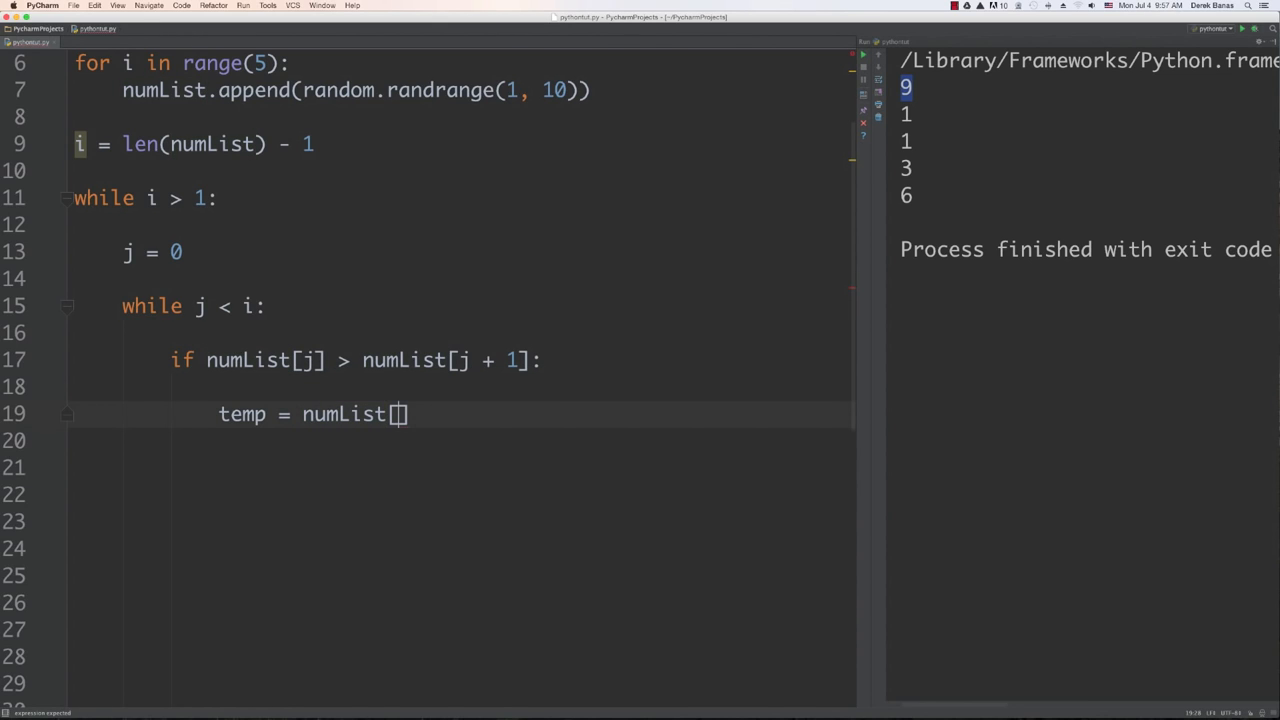 PyCharm File Edit View Navigate Code Refactor Run Tools VCS Window Help
10 Mon Jul 4 9:57 AM Derek Banas
pythontut.py - PycharmProjects - [~/PycharmProjects]
PycharmProjects pythontut.py
pythontut
pythontut.py
Run: pythontut
6 for i in range(5):
7 numList.append(random.randrange(1, 10))
8
9 i = len(numList) - 1
10
11 while i > 1:
12
13 j = 0
14
15 while j < i:
16
17 if numList[j] > numList[j + 1]:
18
19 temp = numList[]
20
21
22
23
24
25
26
27
28
29
/Library/Frameworks/Python.frame
9
1
1
3
6
Process finished with exit code
expression expected
19:28 LF‡ UTF-8‡